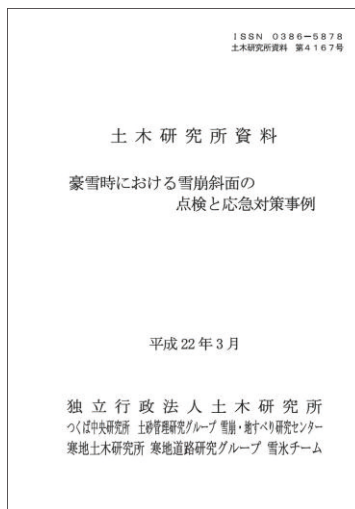 ISSN 0386-5878
土木研究所資料 第4167号
土木研究所資料
豪雪時における雪崩斜面の
点検と応急対策事例
平成22年3月
独立行政法人土木研究所
つくば中央研究所 土砂管理研究グループ 雪崩・地すべり研究センター
寒地土木研究所 寒地道路研究グループ 雪氷チーム